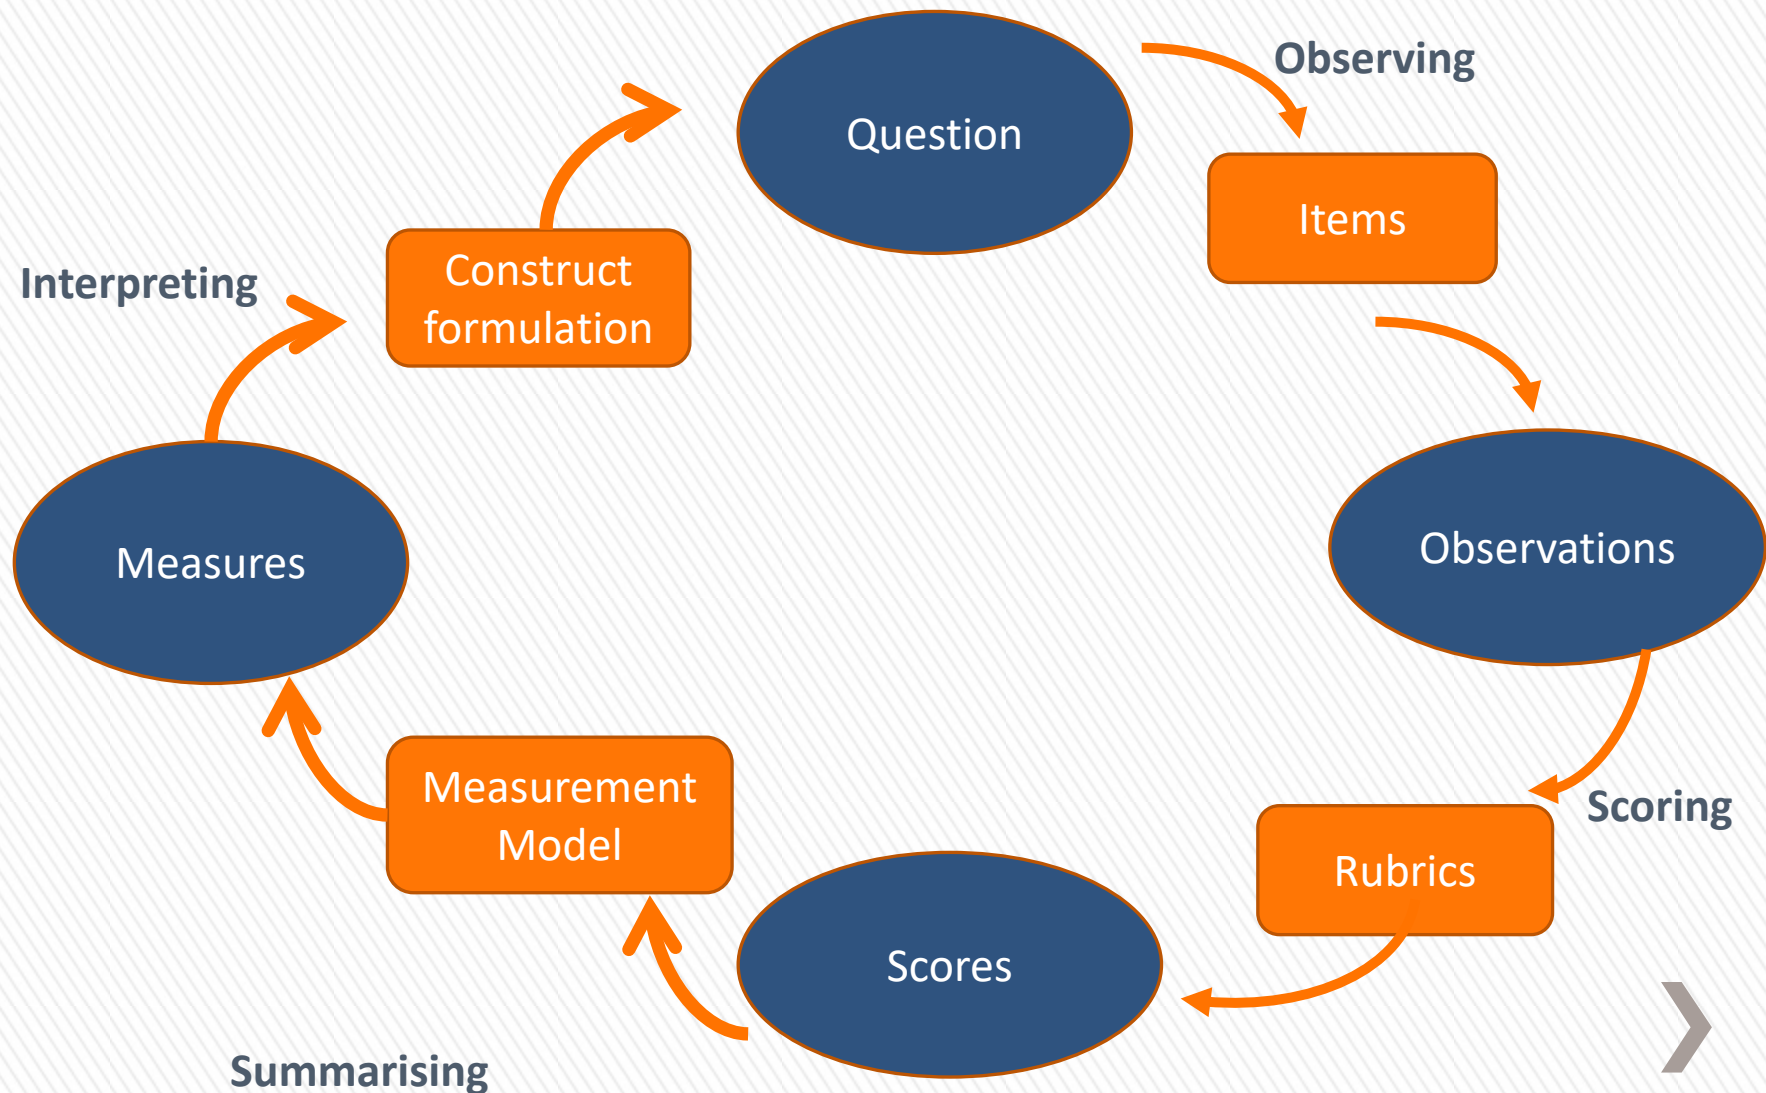 Question
Observing
Items
Observations
Scoring
Rubrics
Scores
Summarising
Measurement
Model
Measures
Interpreting
Construct
formulation